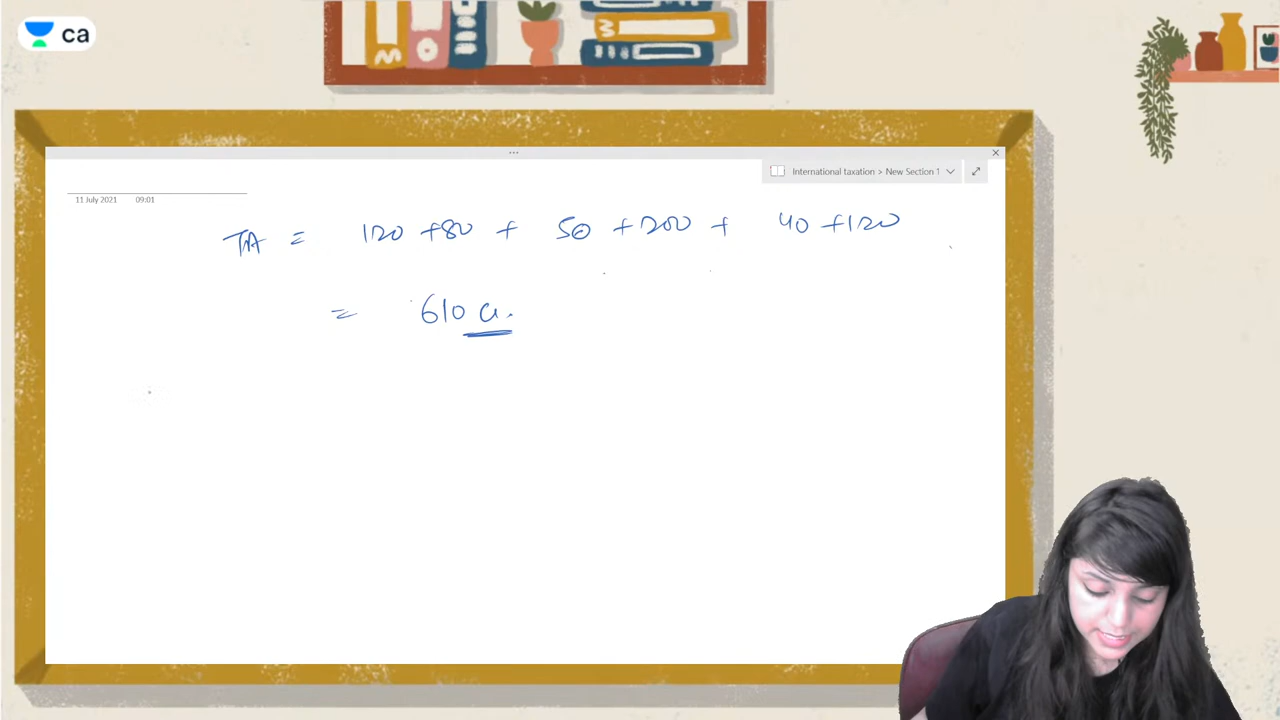 ca
International taxation > New Section 1
11 July 2021 09:01
TA = 120 +80 + 50 +200 + 40 +120
= 610 cr.